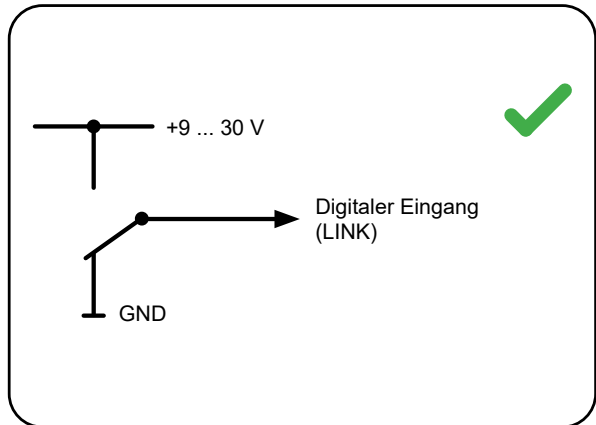 +9 ... 30 V
Digitaler Eingang
(LINK)
GND